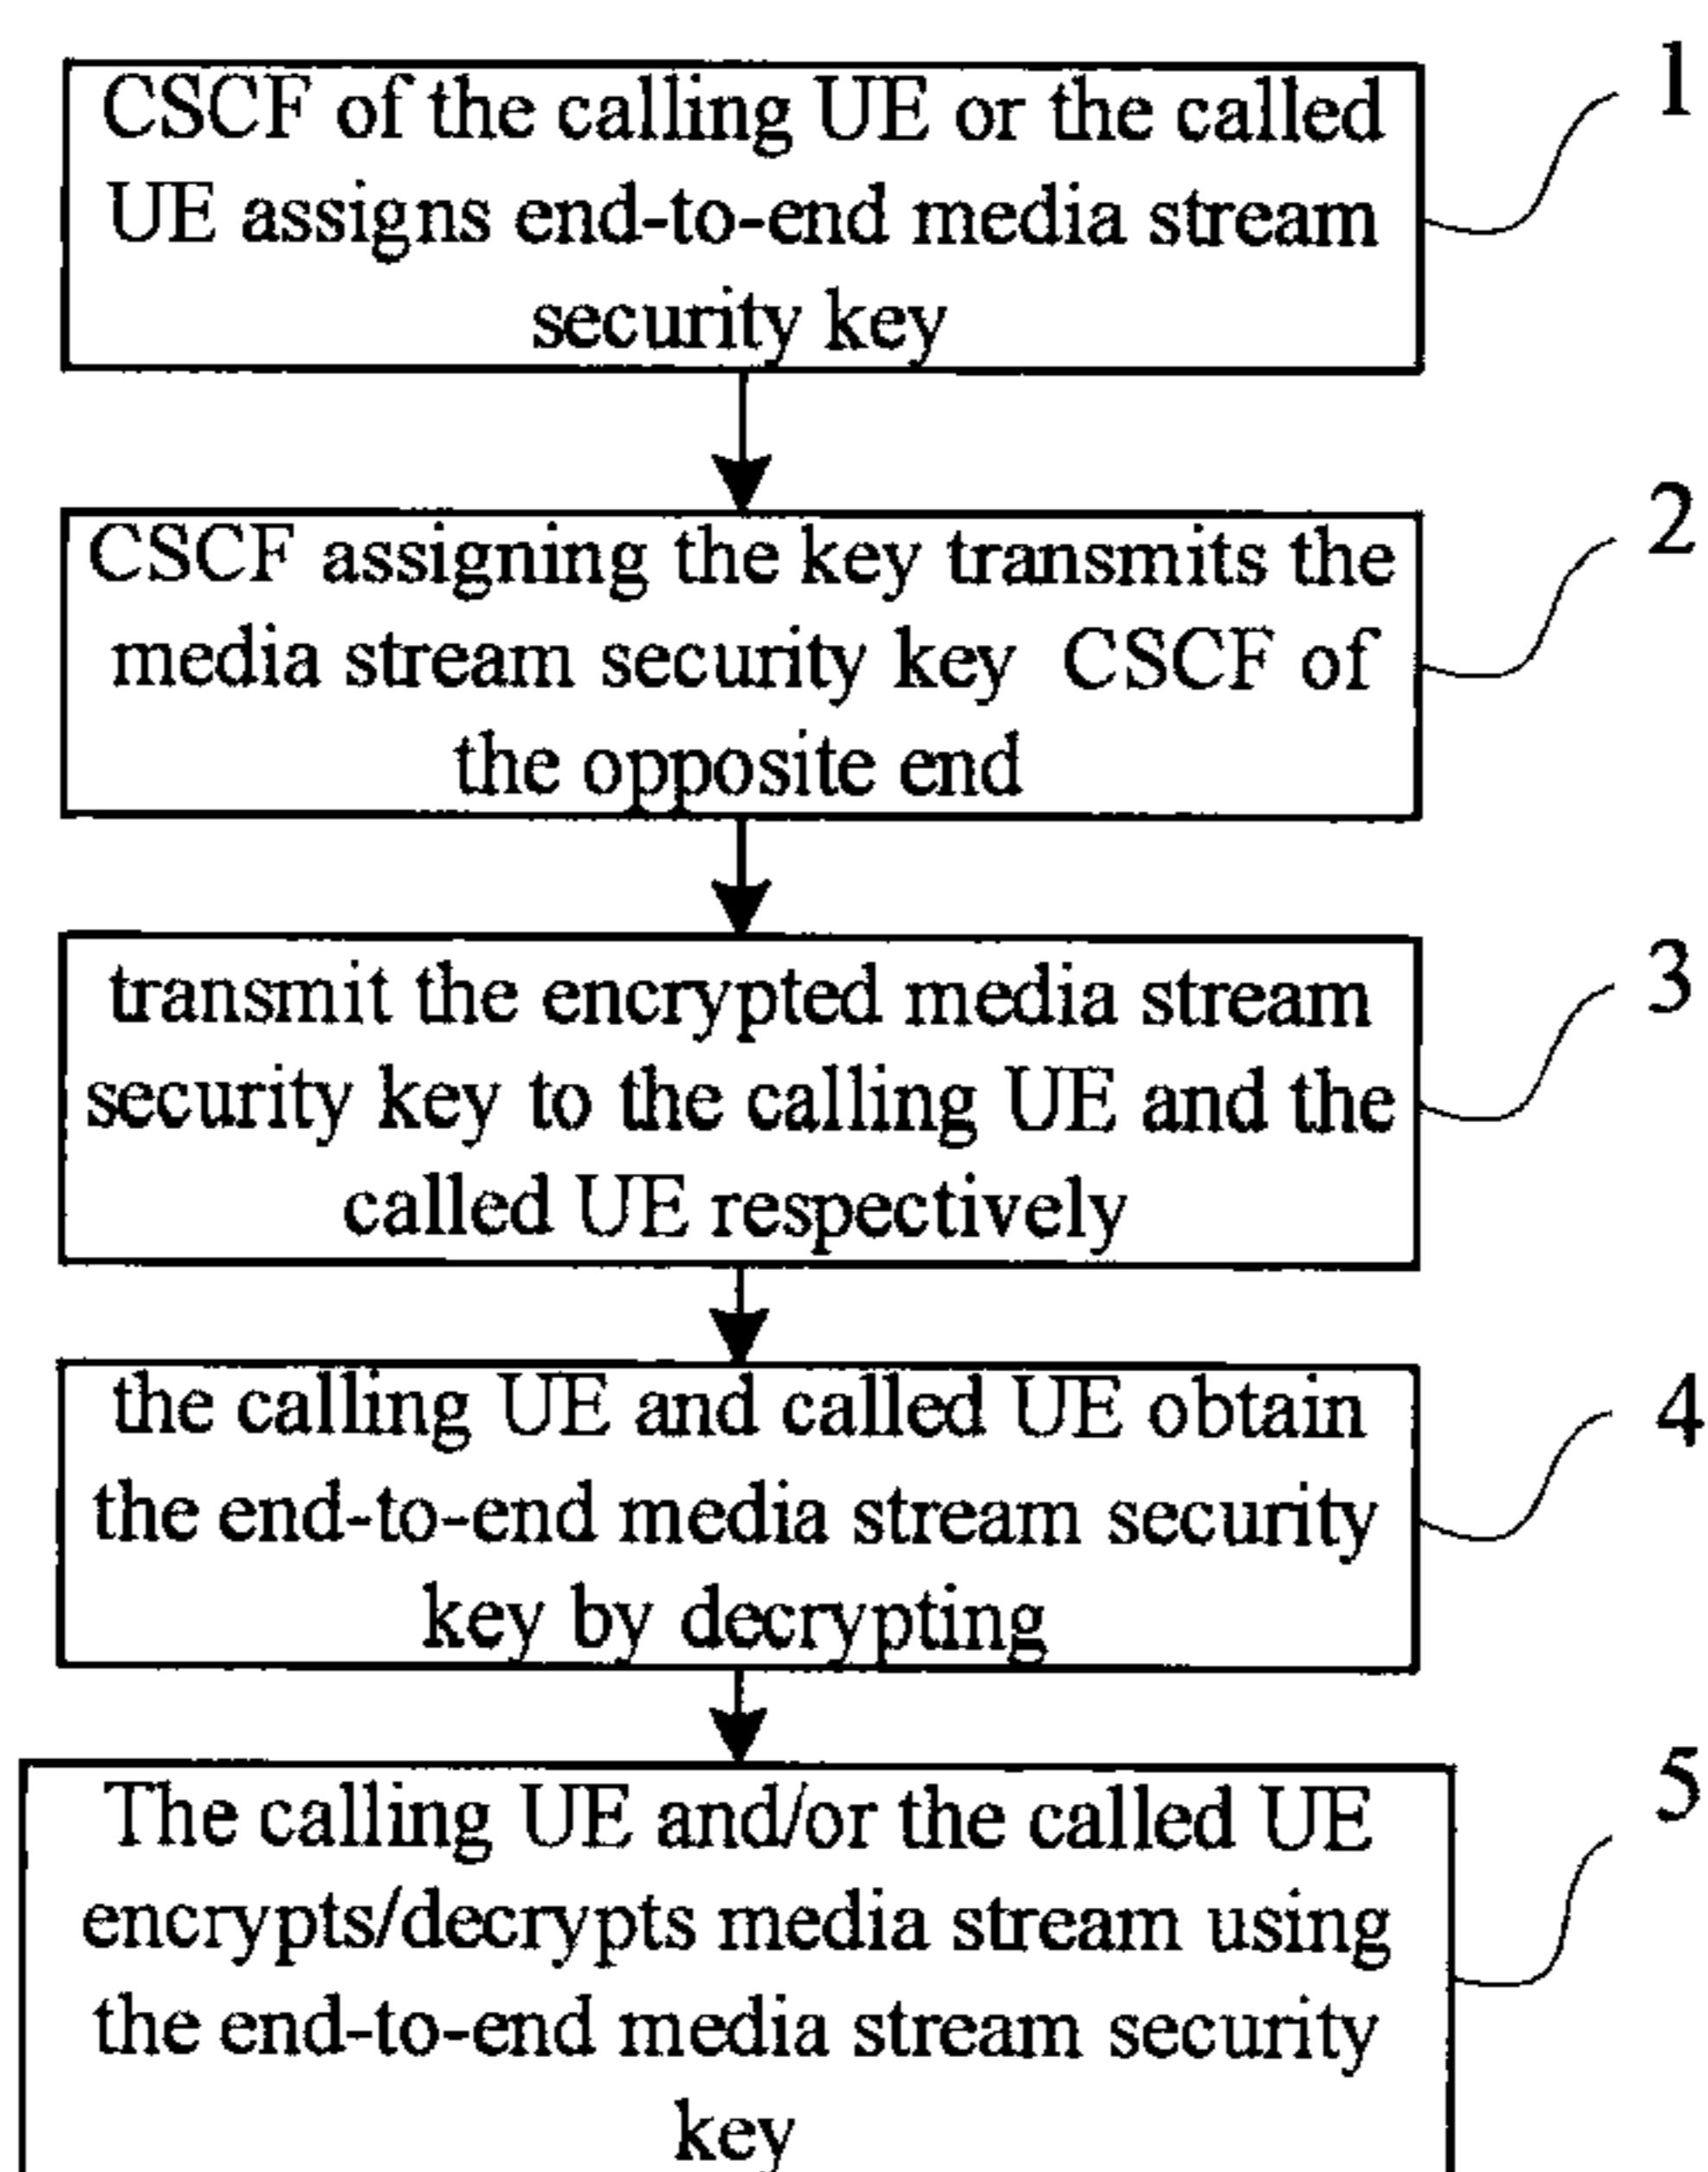 CSCF of the calling UE or the called
UE assigns end-to-end media stream
security key
1
CSCF assigning the key transmits the
media stream security key CSCF of
the opposite end
2
transmit the encrypted media stream
security key to the calling UE and the
called UE respectively
3
the calling UE and called UE obtain
the end-to-end media stream security
key by decrypting
4
The calling UE and/or the called UE
encrypts/decrypts media stream using
the end-to-end media stream security
key
5